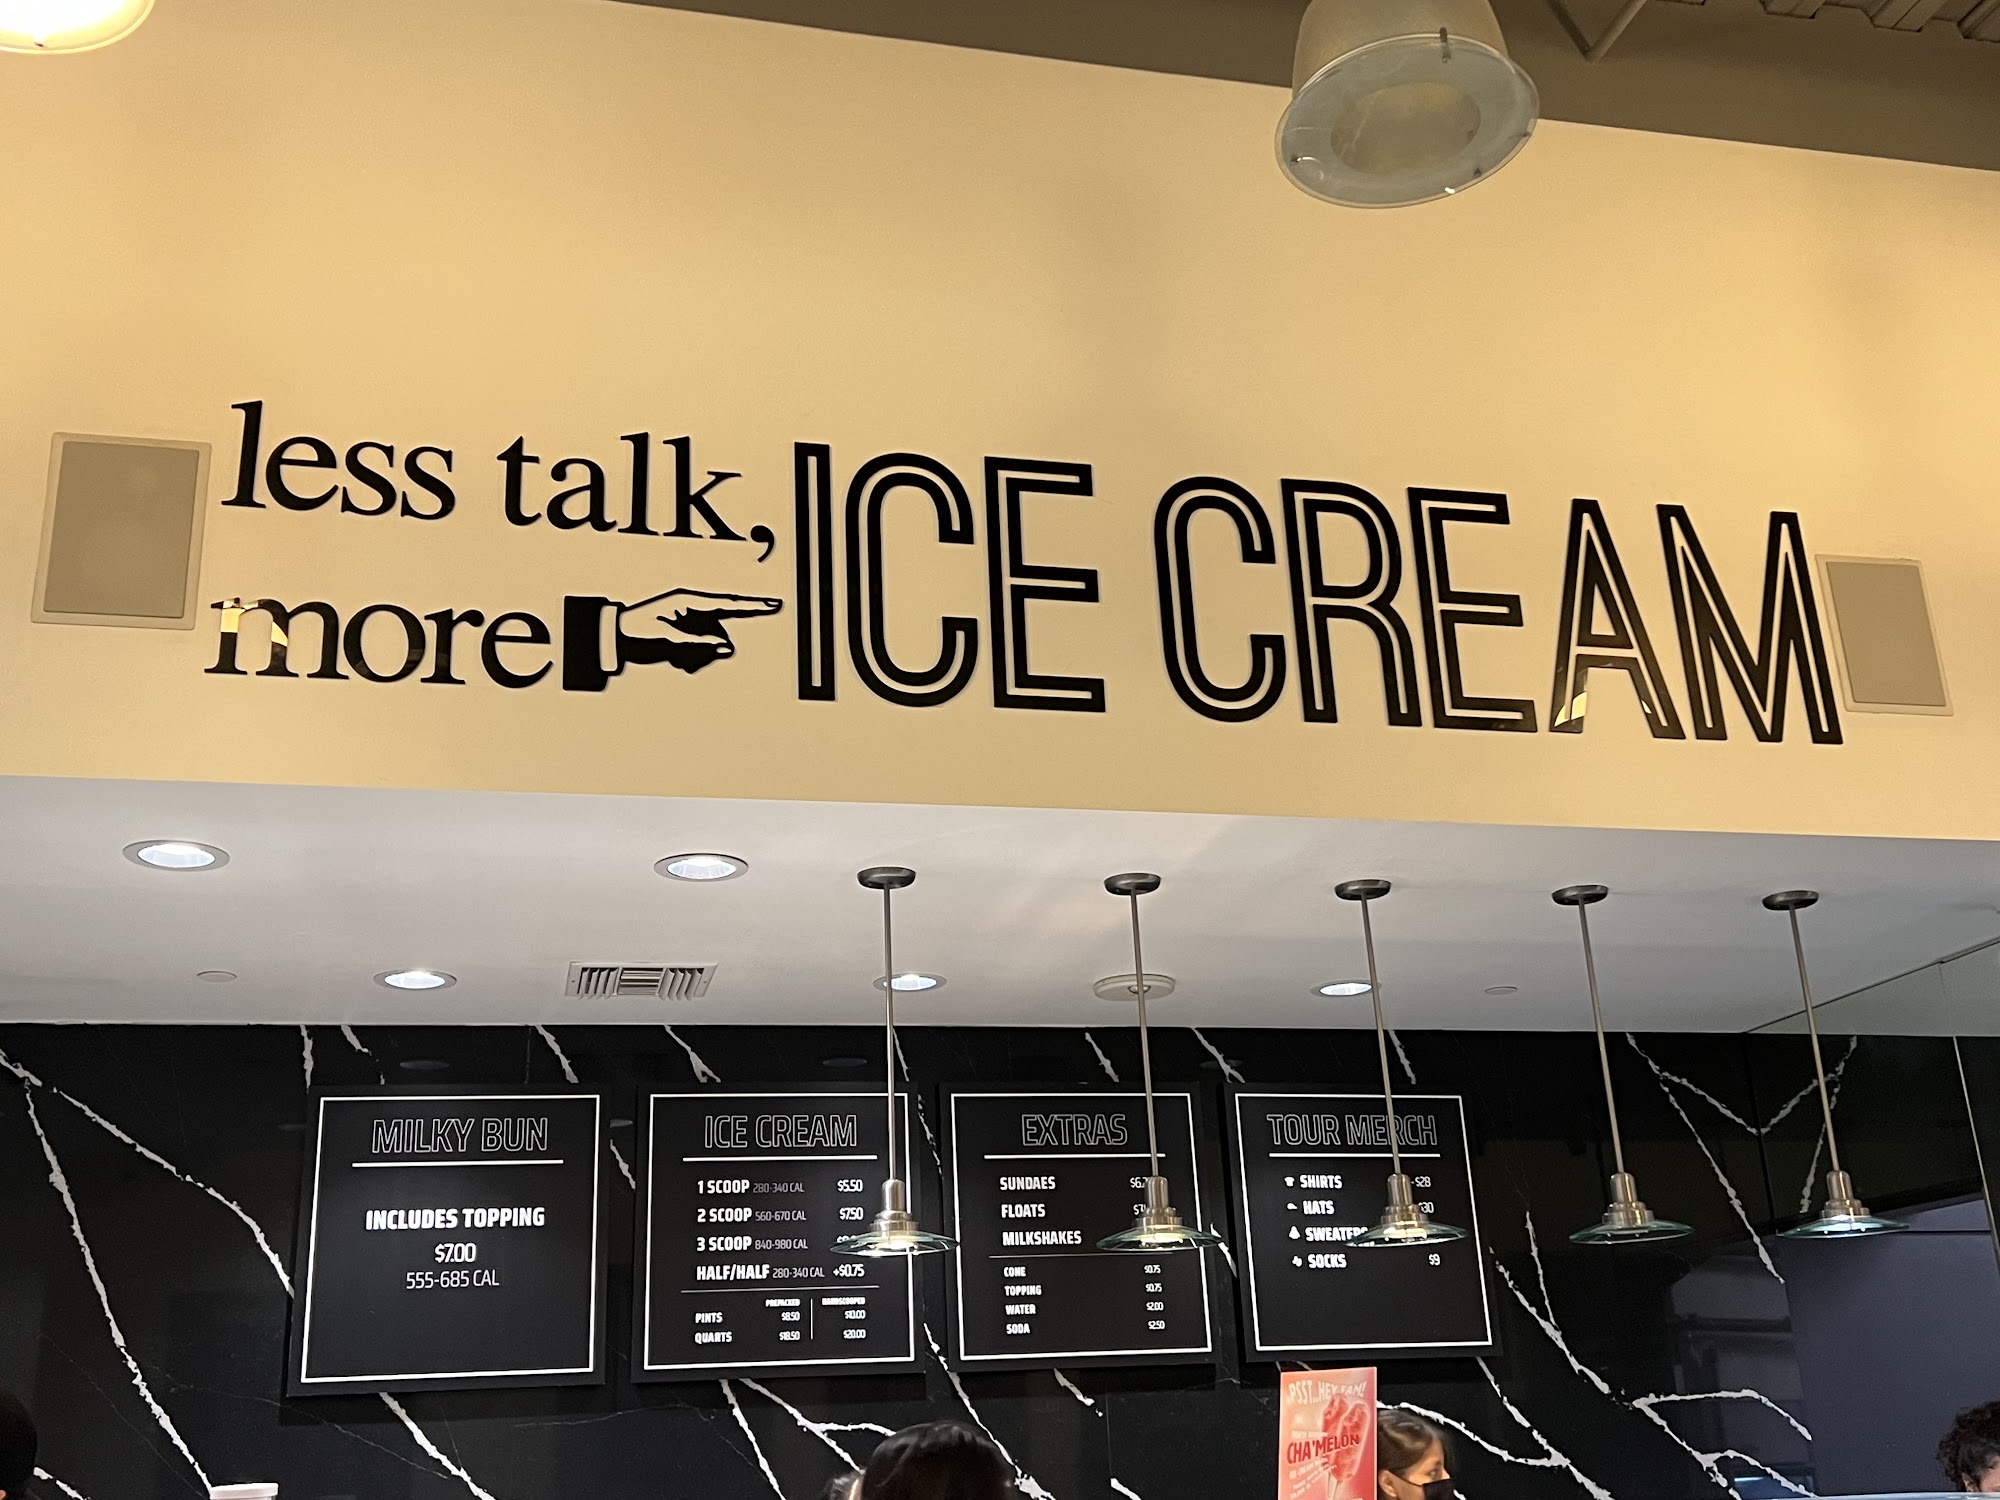 less talk,
more ICE CREAM
MILKY BUN
INCLUDES TOPPING
$7.00
555-685 CAL
ICE CREAM
1 SCOOP 280-340 CAL $5.50
2 SCOOP 560-670 CAL $7.50
3 SCOOP 840-980 CAL
HALF/HALF 280-340 CAL +$0.75
PREPACKED HANDSCOOPED
PINTS $8.50 $10.00
QUARTS $18.50 $20.00
EXTRAS
SUNDAES
FLOATS
MILKSHAKES
CONE $0.75
TOPPING $0.75
WATER $2.00
SODA $2.50
TOUR MERCH
SHIRTS -$28
HATS
SOCKS $9
PSST...HEY FAM!
CHA'MELON